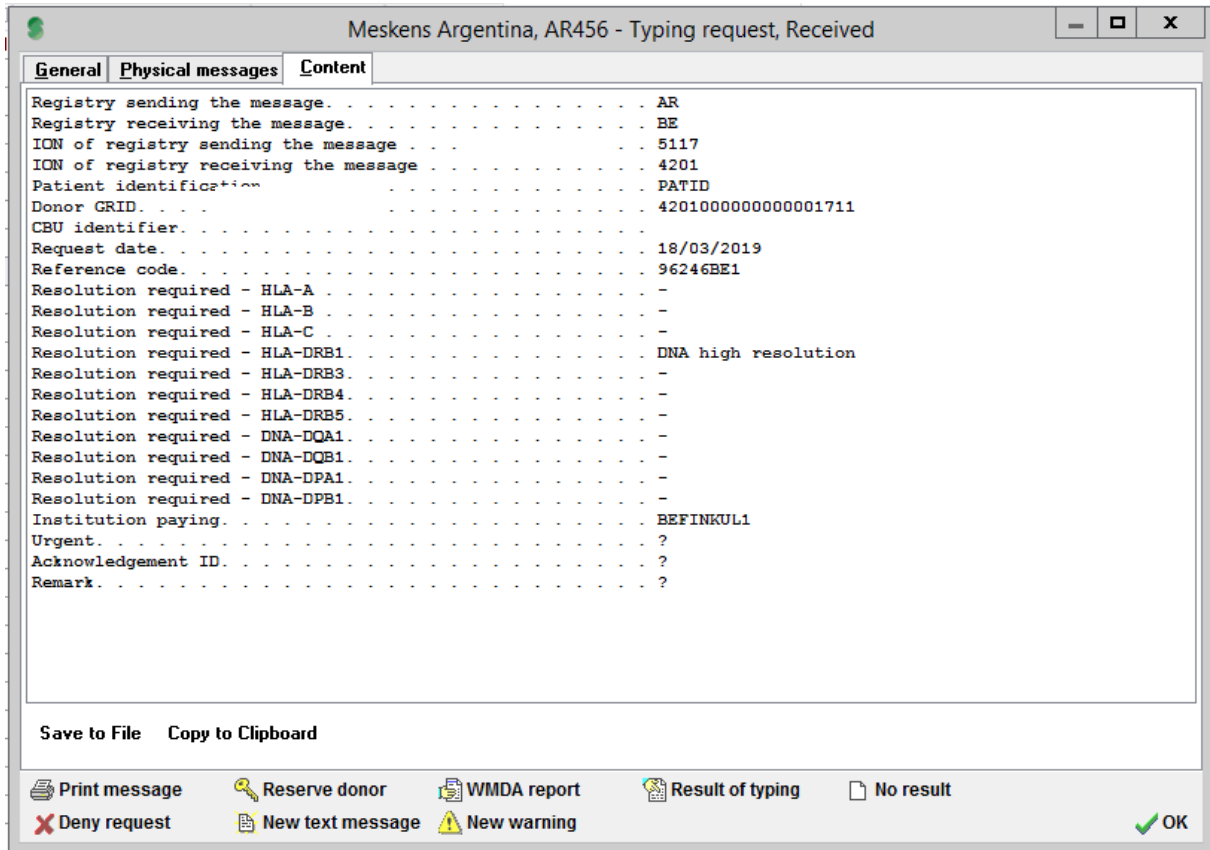 Meskens Argentina, AR456 - Typing request, Received
General Physical messages Content
Registry sending the message. . . . . . . . . . . . . . . . AR
Registry receiving the message. . . . . . . . . . . . . . . BE
ION of registry sending the message . . . . . 5117
ION of registry receiving the message . . . . . . . . . . . 4201
Patient identification . . . . . . . . . . . . . PATID
Donor GRID. . . . . . . . . . . . . . . . . 4201000000000001711
CBU identifier. . . . . . . . . . . . . . . . . . . . . . .
Request date. . . . . . . . . . . . . . . . . . . . . . . . 18/03/2019
Reference code. . . . . . . . . . . . . . . . . . . . . . . 96246BE1
Resolution required - HLA-A . . . . . . . . . . . . . . . . -
Resolution required - HLA-B . . . . . . . . . . . . . . . . -
Resolution required - HLA-C . . . . . . . . . . . . . . . . -
Resolution required - HLA-DRB1. . . . . . . . . . . . . . . DNA high resolution
Resolution required - HLA-DRB3. . . . . . . . . . . . . . . -
Resolution required - HLA-DRB4. . . . . . . . . . . . . . . -
Resolution required - HLA-DRB5. . . . . . . . . . . . . . . -
Resolution required - DNA-DQA1. . . . . . . . . . . . . . . -
Resolution required - DNA-DQB1. . . . . . . . . . . . . . . -
Resolution required - DNA-DPA1. . . . . . . . . . . . . . . -
Resolution required - DNA-DPB1. . . . . . . . . . . . . . . -
Institution paying. . . . . . . . . . . . . . . . . . . . . BEFINKUL1
Urgent. . . . . . . . . . . . . . . . . . . . . . . . . . . ?
Acknowledgement ID. . . . . . . . . . . . . . . . . . . . . ?
Remark. . . . . . . . . . . . . . . . . . . . . . . . . . . ?
Save to File Copy to Clipboard
Print message Reserve donor WMDA report Result of typing No result
Deny request New text message New warning OK